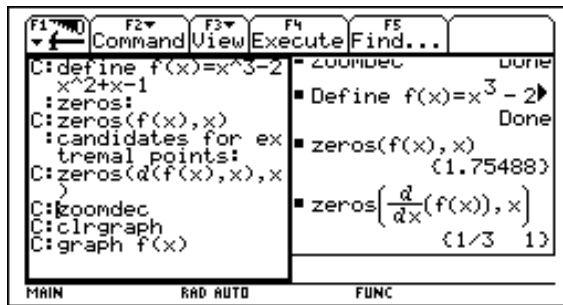 F1 F2 F3 F4 F5
Command View Execute Find...
C:define f(x)=x^3-2
x^2+x-1
:zeros:
C:zeros(f(x),x)
:candidates for ex
tremal points:
C:zeros(d(f(x),x),x
)
C:zoomdec
C:clrgraph
C:graph f(x)
▪ ZoomDec Done
▪ Define f(x)=x³ - 2▶
Done
▪ zeros(f(x), x)
{1.75488}
▪ zeros(d/dx(f(x)), x)
{1/3 1}
MAIN RAD AUTO FUNC